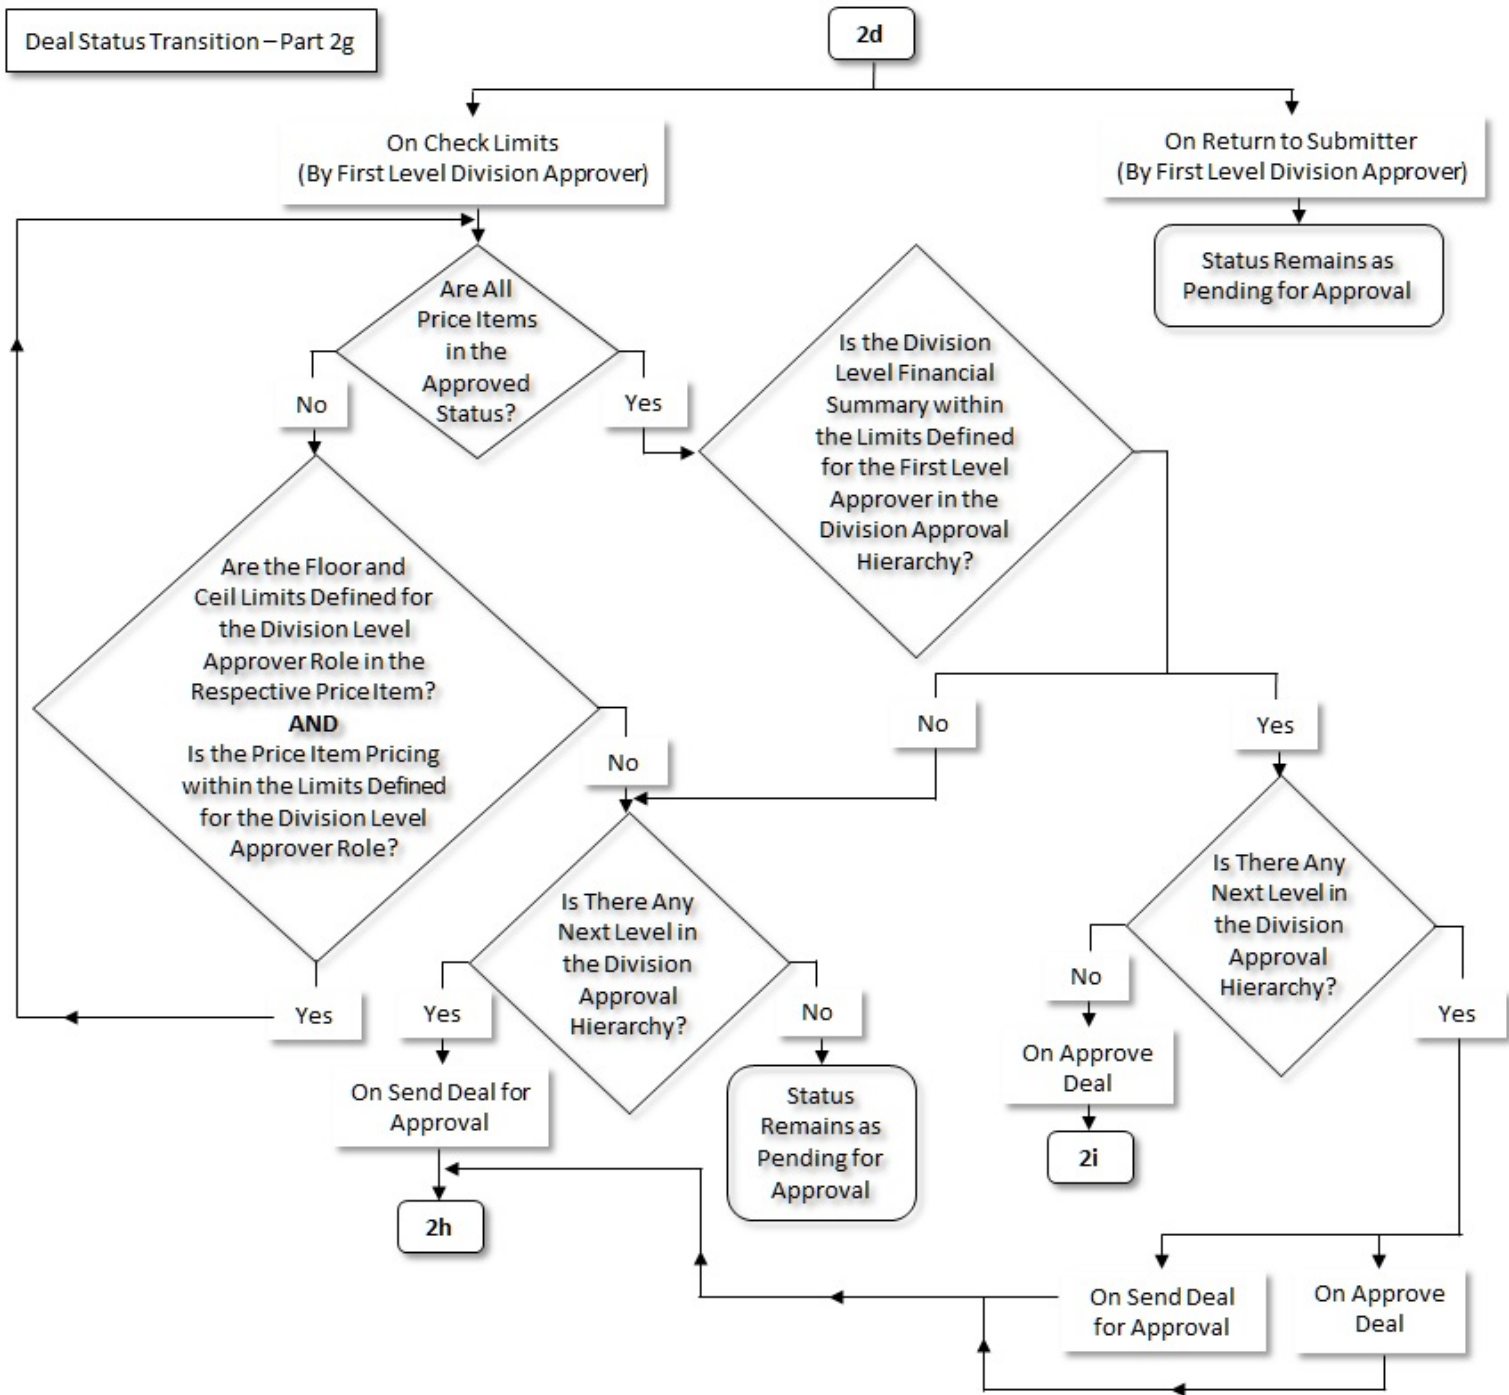 Deal Status Transition – Part 2g
2d
On Check Limits
(By First Level Division Approver)
On Return to Submitter
(By First Level Division Approver)
Status Remains as
Pending for Approval
Are All
Price Items
in the
Approved
Status?
No
Yes
Is the Division
Level Financial
Summary within
the Limits Defined
for the First Level
Approver in the
Division Approval
Hierarchy?
Are the Floor and
Ceil Limits Defined for
the Division Level
Approver Role in the
Respective Price Item?
AND
Is the Price Item Pricing
within the Limits Defined
for the Division Level
Approver Role?
No
No
Yes
Is There Any
Next Level in
the Division
Approval
Hierarchy?
Is There Any
Next Level in
the Division
Approval
Hierarchy?
Yes
Yes
No
No
Yes
On Send Deal for
Approval
Status
Remains as
Pending for
Approval
On Approve
Deal
2i
2h
On Send Deal
for Approval
On Approve
Deal